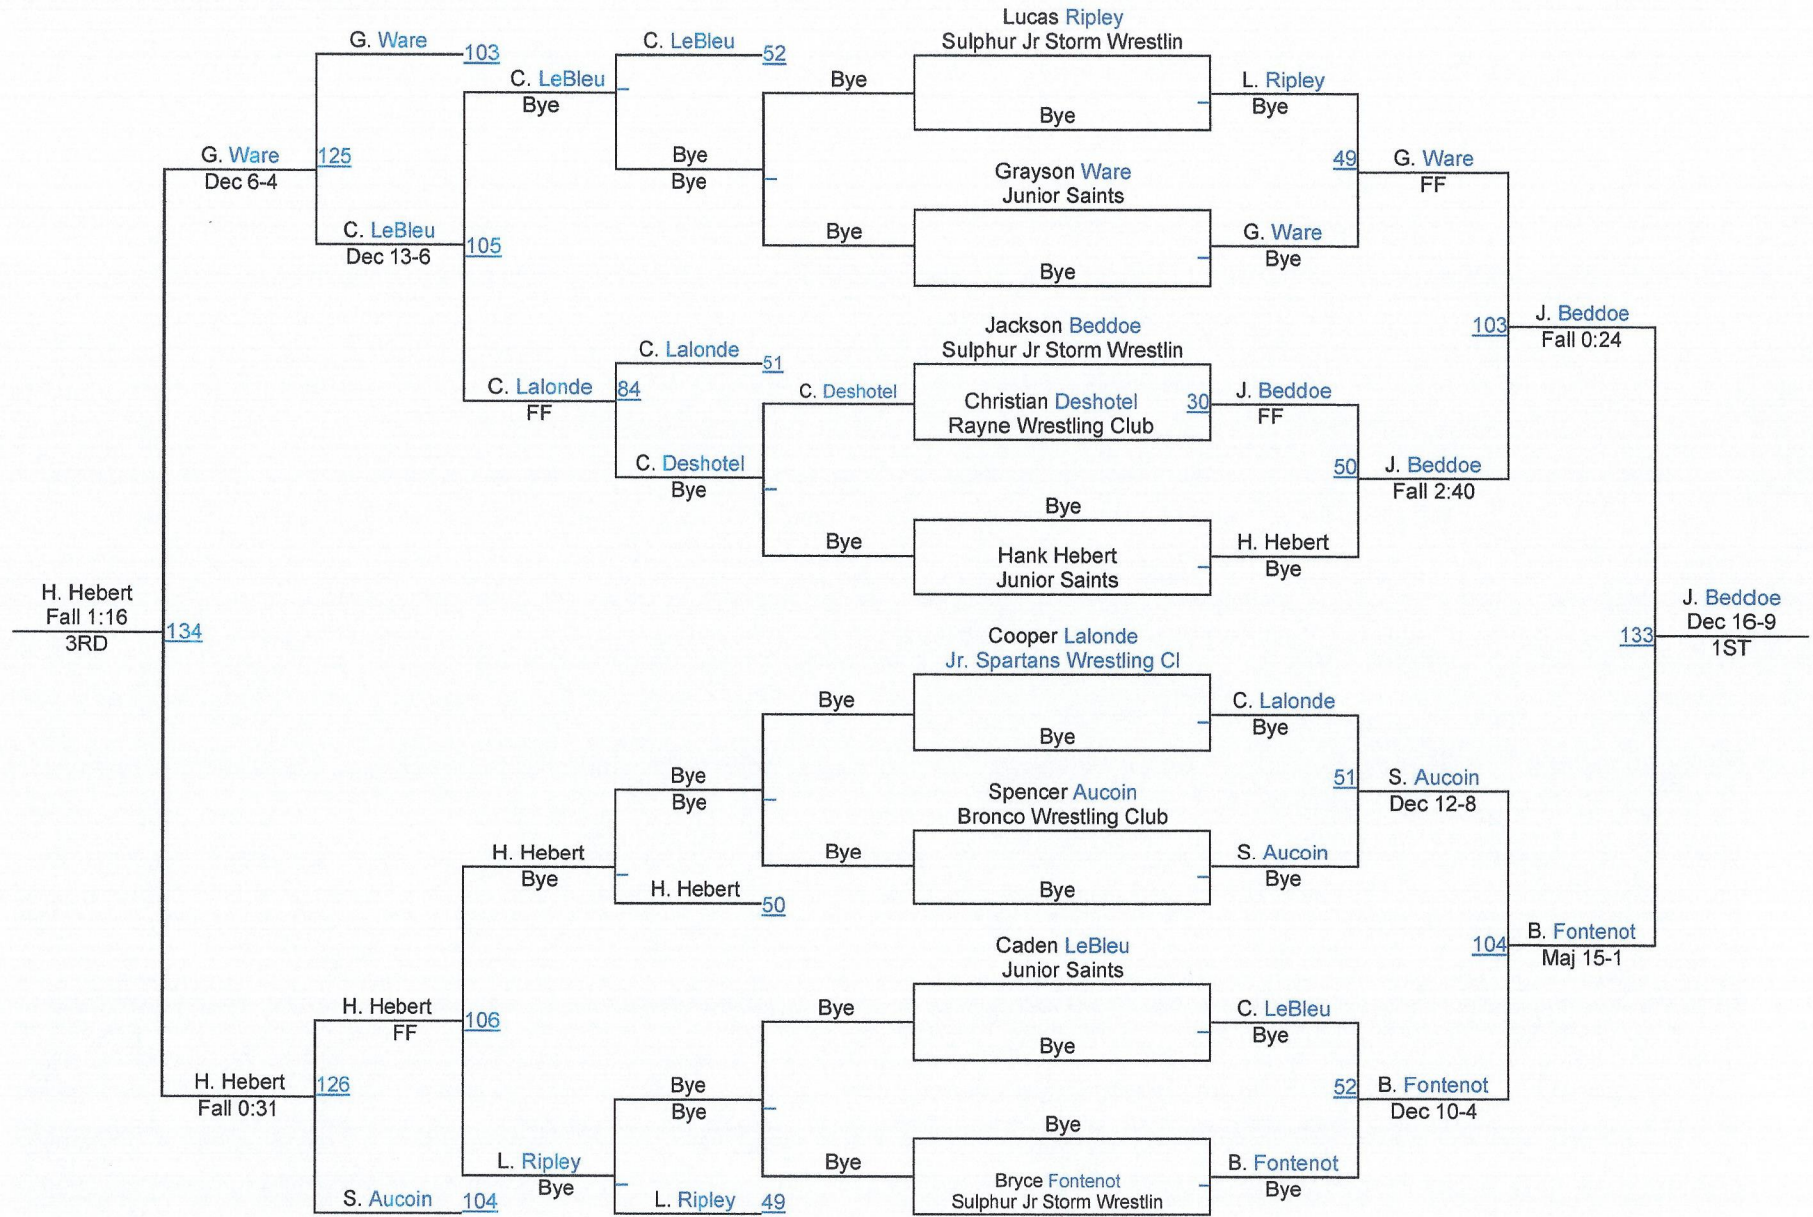 Lucas Ripley
Sulphur Jr Storm Wrestlin
G. Ware
103
C. LeBleu
52
C. LeBleu
Bye
Bye
L. Ripley
Bye
Bye
G. Ware
Dec 6-4
125
Bye
Bye
Grayson Ware
Junior Saints
49
G. Ware
FF
C. LeBleu
Dec 13-6
105
Bye
Bye
G. Ware
Bye
Jackson Beddoe
Sulphur Jr Storm Wrestlin
103
J. Beddoe
Fall 0:24
C. Lalonde
51
C. Lalonde
FF
84
C. Deshotel
Christian Deshotel
Rayne Wrestling Club
30
J. Beddoe
FF
C. Deshotel
Bye
50
J. Beddoe
Fall 2:40
Bye
Bye
Hank Hebert
Junior Saints
H. Hebert
Bye
H. Hebert
Fall 1:16
3RD
134
Cooper Lalonde
Jr. Spartans Wrestling Cl
133
J. Beddoe
Dec 16-9
1ST
Bye
Bye
C. Lalonde
Bye
Bye
Bye
Spencer Aucoin
Bronco Wrestling Club
51
S. Aucoin
Dec 12-8
H. Hebert
Bye
Bye
Bye
S. Aucoin
Bye
H. Hebert
50
Caden LeBleu
Junior Saints
104
B. Fontenot
Maj 15-1
H. Hebert
FF
106
Bye
Bye
C. LeBleu
Bye
H. Hebert
Fall 0:31
126
Bye
Bye
52
B. Fontenot
Dec 10-4
Bye
L. Ripley
Bye
Bye
Bryce Fontenot
Sulphur Jr Storm Wrestlin
B. Fontenot
Bye
S. Aucoin
104
L. Ripley
49